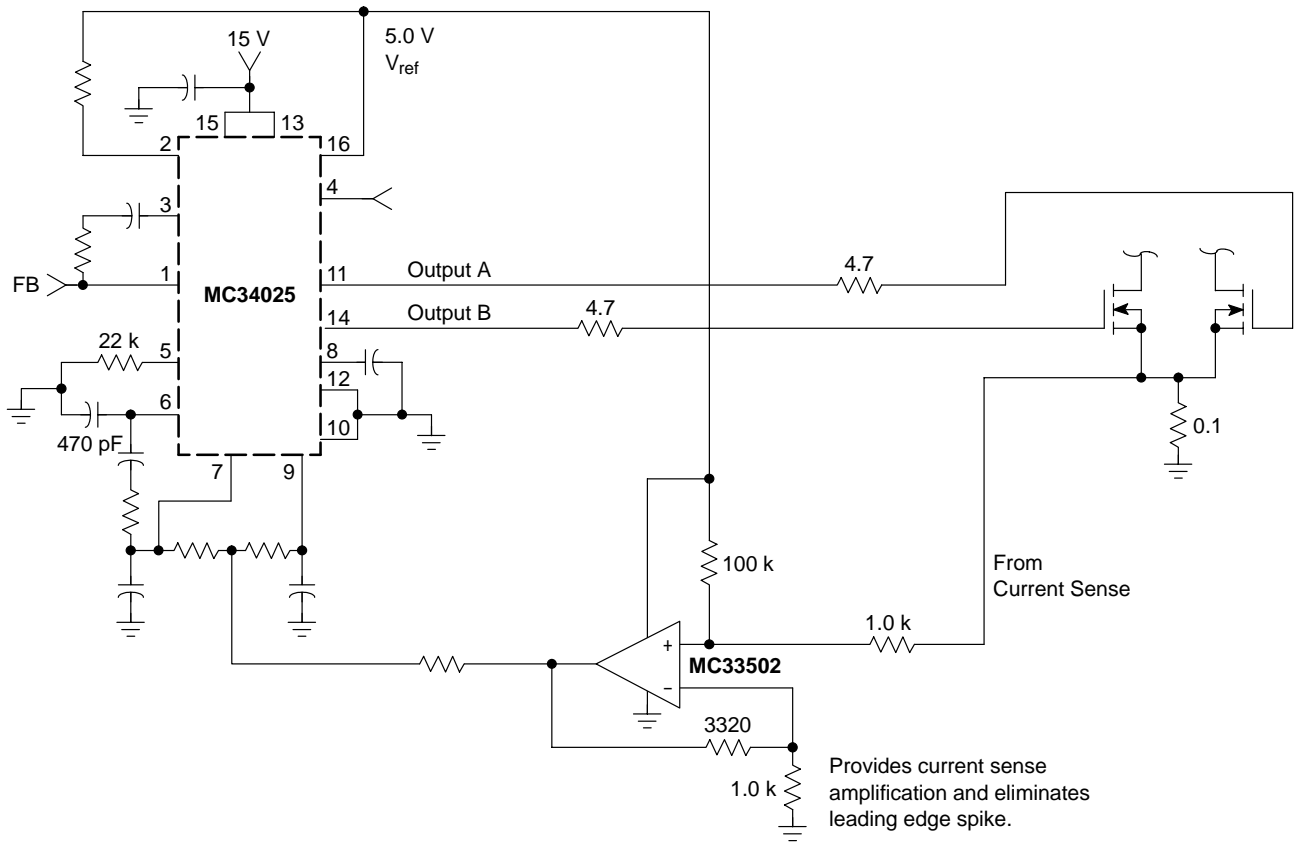 15 V
5.0 V
Vref
15
13
2
16
4
3
FB
1
MC34025
11
Output A
4.7
14
Output B
4.7
22 k
5
8
12
6
10
470 pF
7
9
0.1
100 k
From
Current Sense
1.0 k
+
MC33502
−
3320
1.0 k
Provides current sense
amplification and eliminates
leading edge spike.